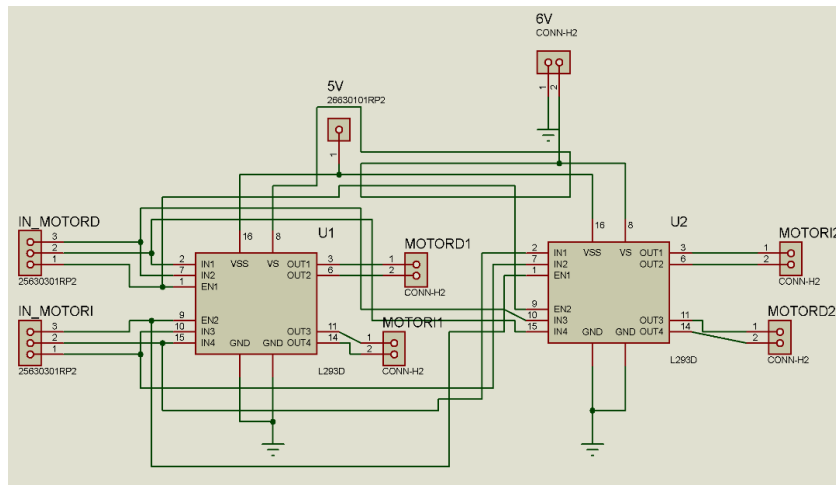 6V
CONN-H2
1
2
5V
26630101RP2
1
IN_MOTORD
3
2
1
25630301RP2
IN_MOTORI
3
2
1
25630301RP2
U1
16
8
2 IN1 VSS VS OUT1 3
7 IN2 OUT2 6
1 EN1
9 EN2
10 IN3 OUT3 11
15 IN4 GND GND OUT4 14
L293D
MOTORD1
1
2
CONN-H2
MOTORI1
1
2
CONN-H2
U2
16
8
2 IN1 VSS VS OUT1 3
7 IN2 OUT2 6
1 EN1
9 EN2
10 IN3 OUT3 11
15 IN4 GND GND OUT4 14
L293D
MOTORI2
1
2
CONN-H2
MOTORD2
1
2
CONN-H2